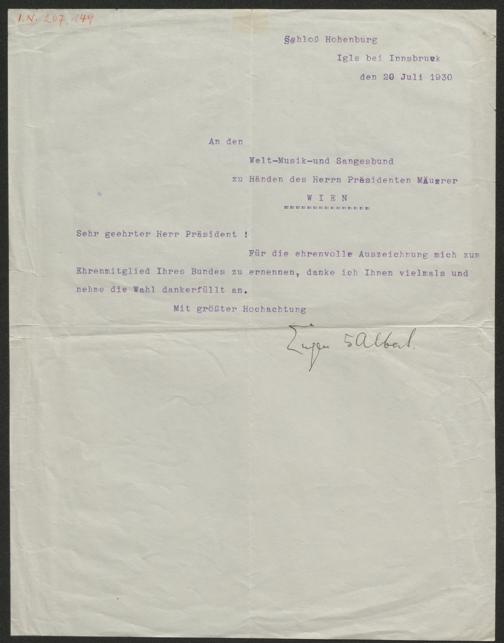 I.N. 207.149
Schloß Hohenburg
Igls bei Innsbruck
den 20 Juli 1930
An den
Welt-Musik-und Sangesbund
zu Händen des Herrn Präsidenten Mäurer
W I E N
Sehr geehrter Herr Präsident !
Für die ehrenvolle Auszeichnung mich zum
Ehrenmitglied Ihres Bundes zu ernennen, danke ich Ihnen vielmals und
nehme die Wahl dankerfüllt an.
Mit größter Hochachtung
Eugen d'Albert.